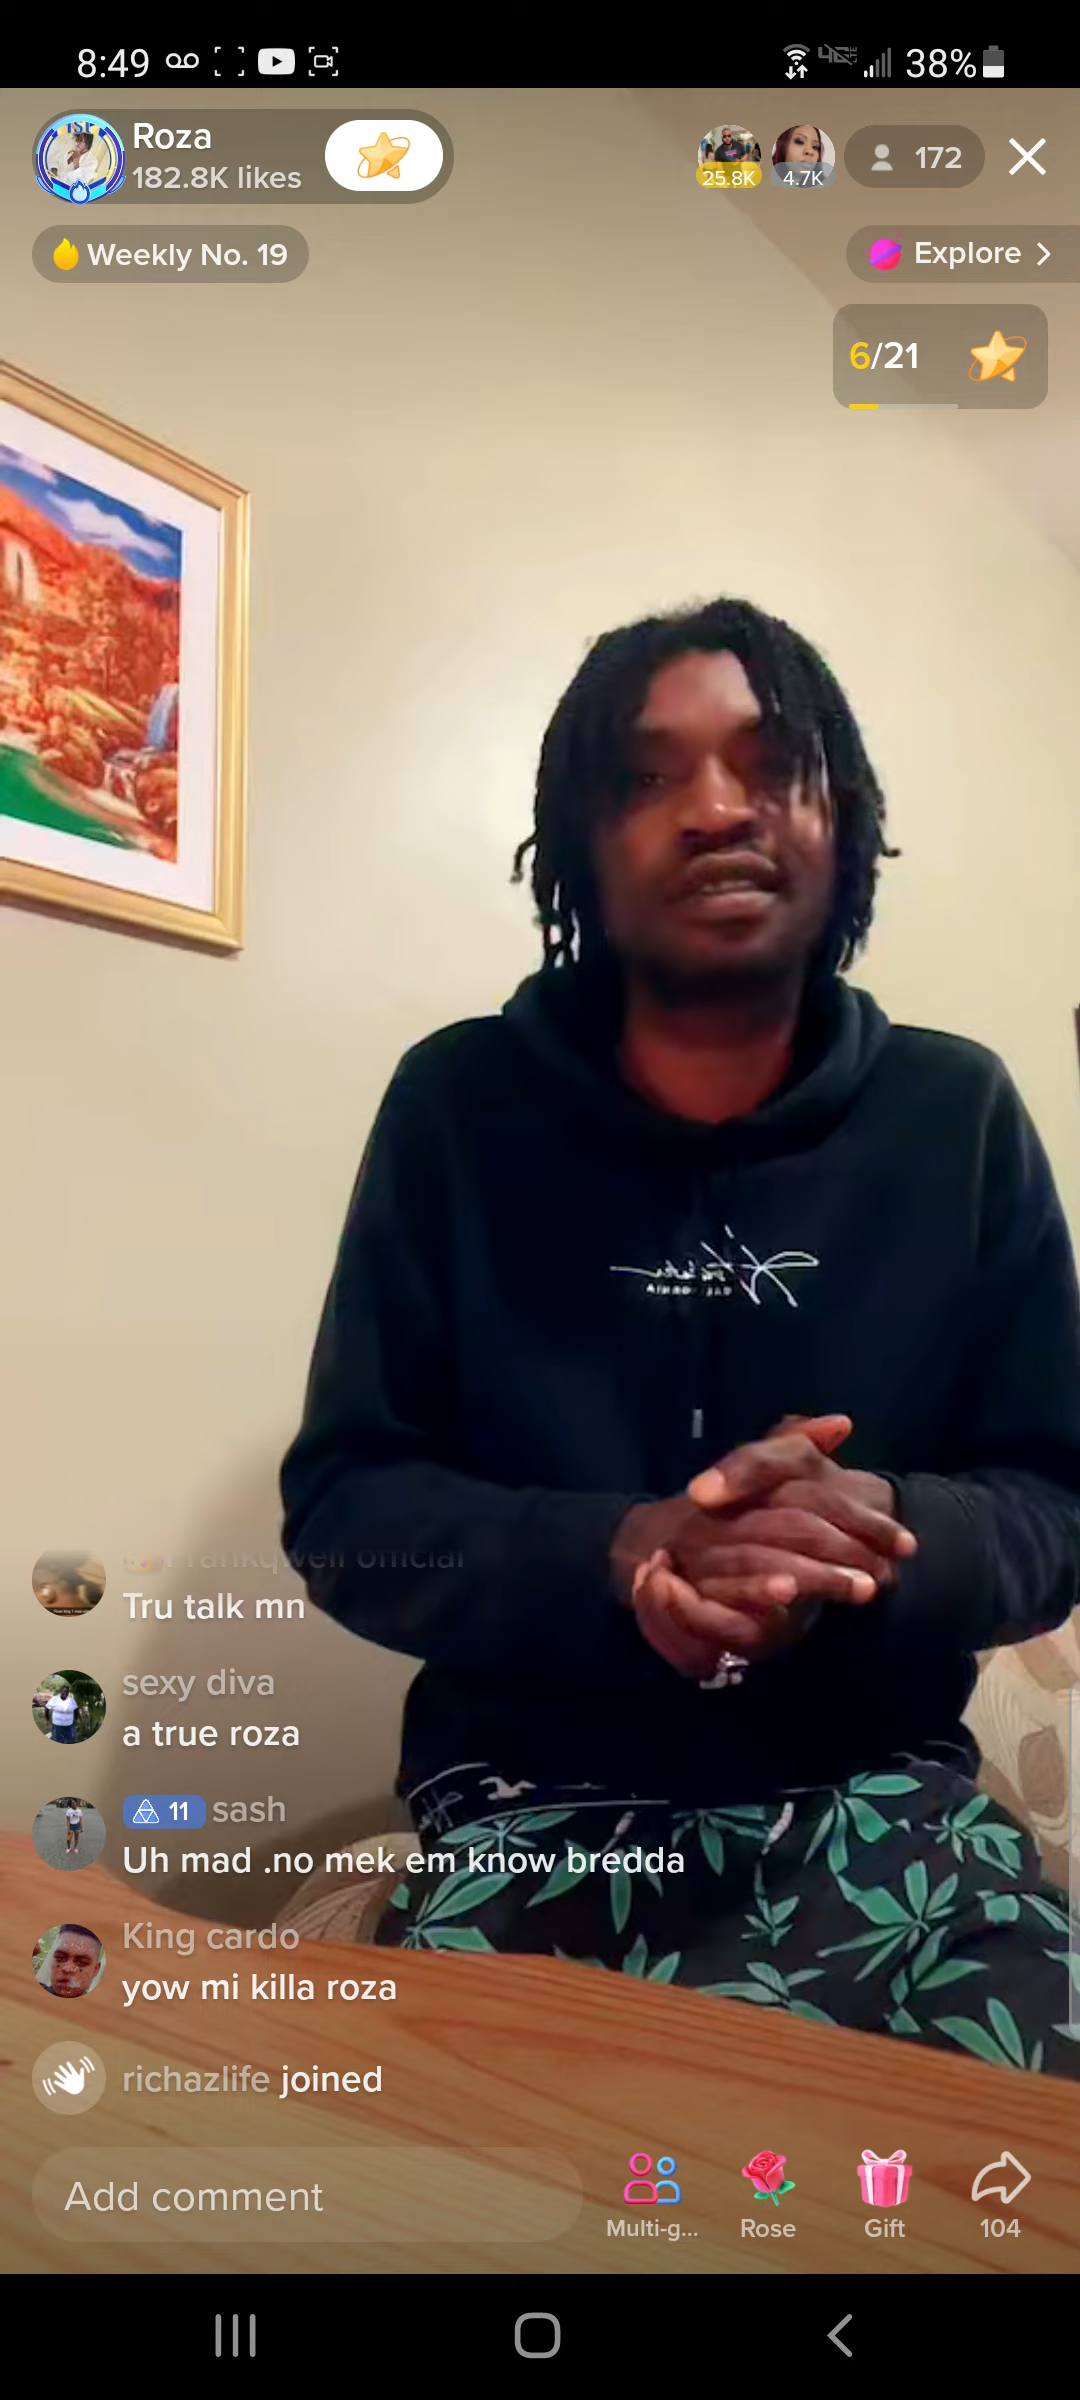 8:49
38%
Roza
182.8K likes
25.8K
4.7K
172
Weekly No. 19
Explore
6/21
Tru talk mn
sexy diva
a true roza
11 sash
Uh mad .no mek em know bredda
King cardo
yow mi killa roza
richazlife joined
Add comment
Multi-g...
Rose
Gift
104